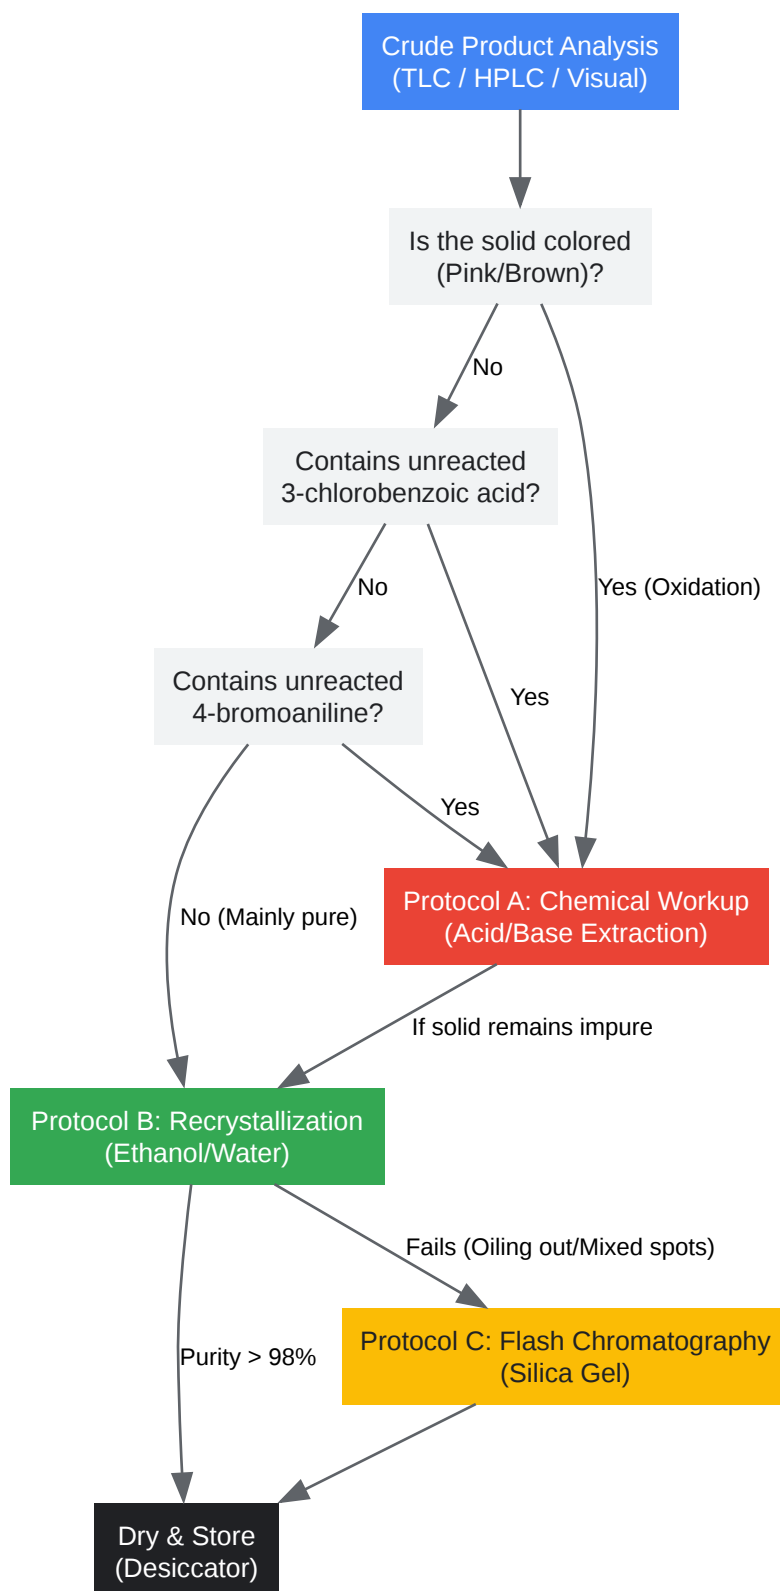 Crude Product Analysis
(TLC / HPLC / Visual)
Is the solid colored
(Pink/Brown)?
No
Contains unreacted
3-chlorobenzoic acid?
No
Yes (Oxidation)
Contains unreacted
4-bromoaniline?
Yes
Yes
Protocol A: Chemical Workup
(Acid/Base Extraction)
No (Mainly pure)
If solid remains impure
Protocol B: Recrystallization
(Ethanol/Water)
Fails (Oiling out/Mixed spots)
Protocol C: Flash Chromatography
(Silica Gel)
Purity > 98%
Dry & Store
(Desiccator)